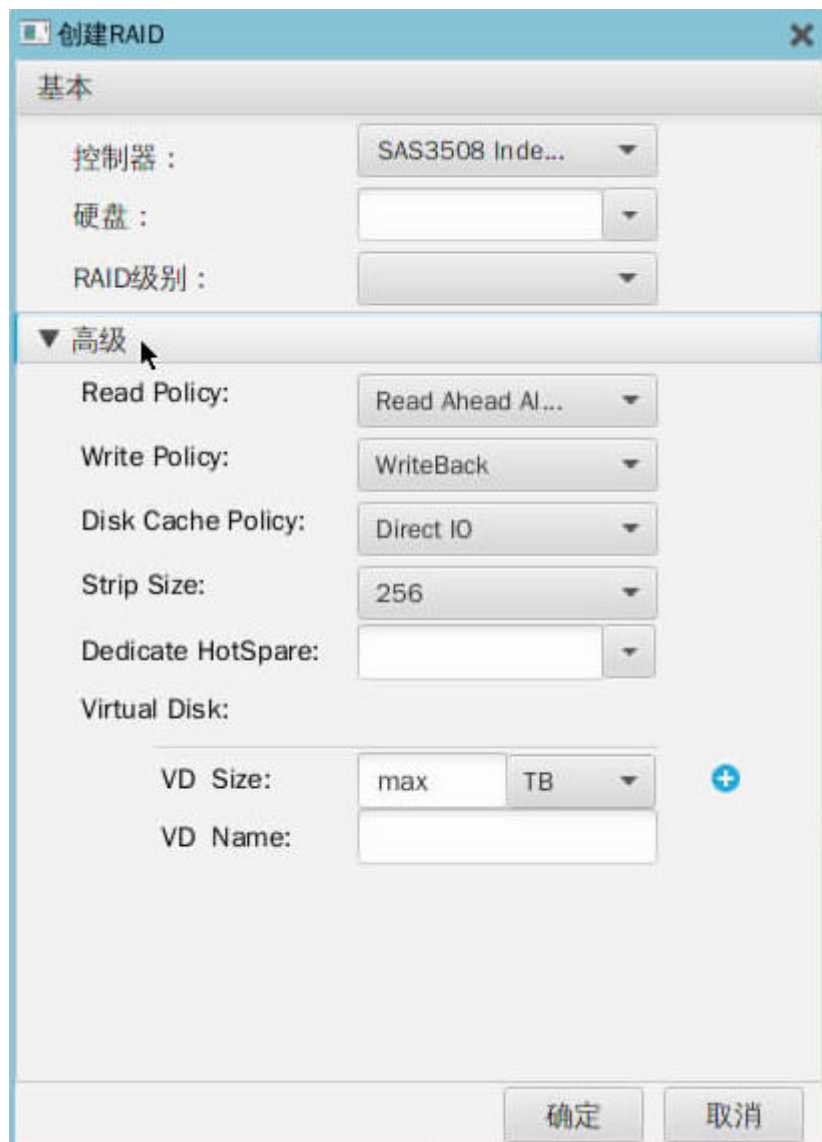 创建RAID
基本
控制器： SAS3508 Inde...
硬盘：
RAID级别：
高级
Read Policy: Read Ahead Al...
Write Policy: WriteBack
Disk Cache Policy: Direct IO
Strip Size: 256
Dedicate HotSpare:
Virtual Disk:
VD Size: max TB
VD Name:
确定 取消